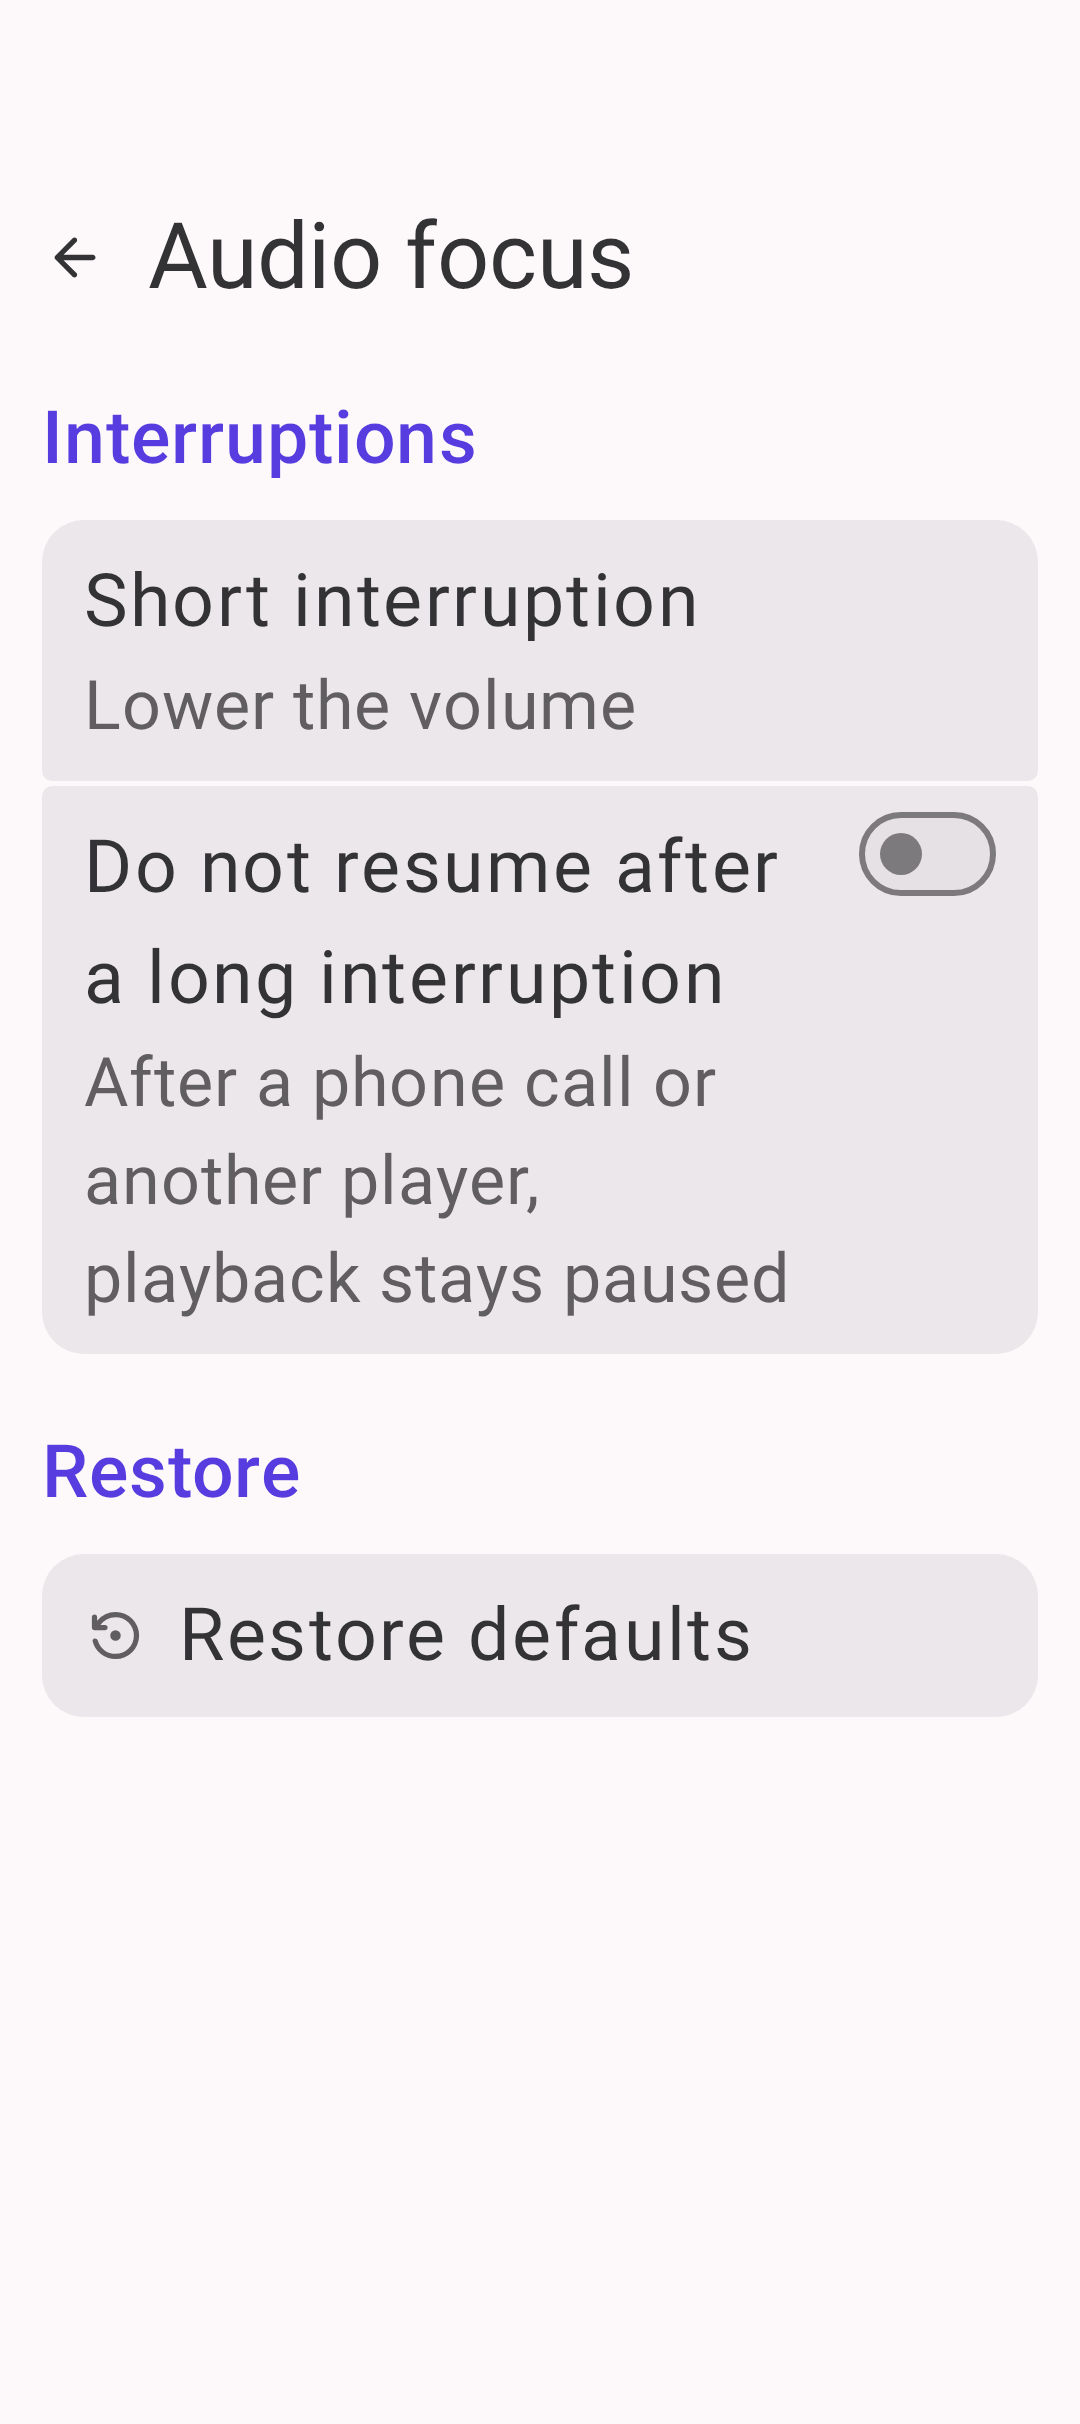 Audio focus
Interruptions
Short interruption
Lower the volume
Do not resume after
a long interruption
After a phone call or
another player,
playback stays paused
Restore
Restore defaults